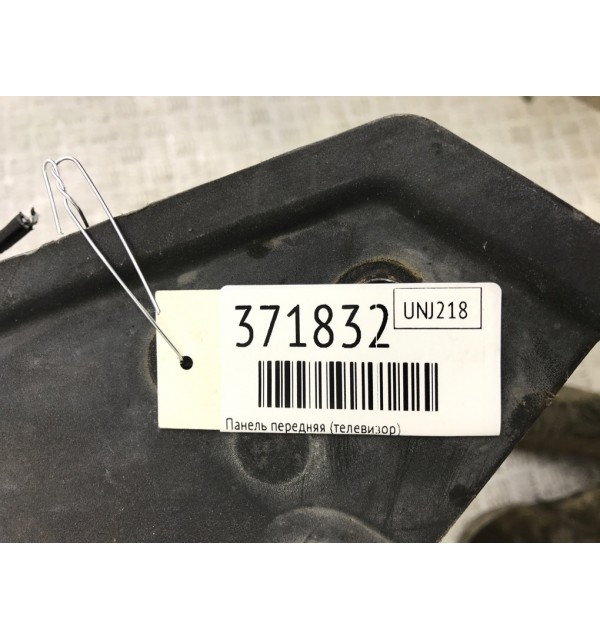 371832
UNJ218
Панель передняя (телевизор)